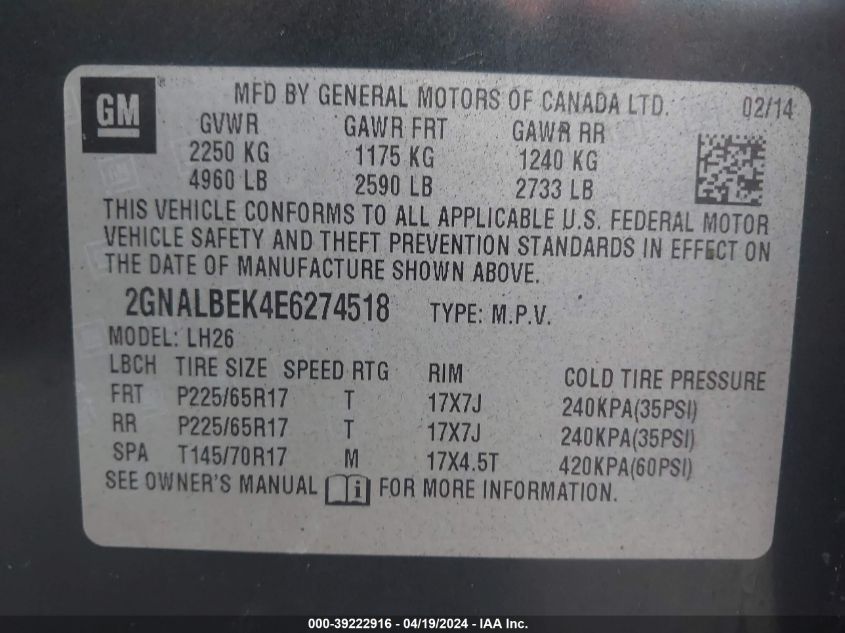 GM
MFD BY GENERAL MOTORS OF CANADA LTD. 02/14
GVWR GAWR FRT GAWR RR
2250 KG 1175 KG 1240 KG
4960 LB 2590 LB 2733 LB
THIS VEHICLE CONFORMS TO ALL APPLICABLE U.S. FEDERAL MOTOR
VEHICLE SAFETY AND THEFT PREVENTION STANDARDS IN EFFECT ON
THE DATE OF MANUFACTURE SHOWN ABOVE.
2GNALBEK4E6274518 TYPE: M.P.V.
MODEL: LH26
LBCH TIRE SIZE SPEED RTG RIM COLD TIRE PRESSURE
FRT P225/65R17 T 17X7J 240KPA(35PSI)
RR P225/65R17 T 17X7J 240KPA(35PSI)
SPA T145/70R17 M 17X4.5T 420KPA(60PSI)
SEE OWNER'S MANUAL i FOR MORE INFORMATION.
000-39222916 - 04/19/2024 - IAA Inc.